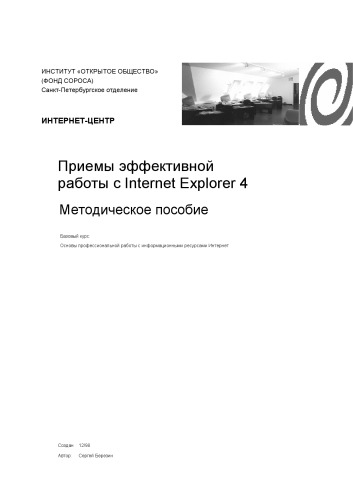 ИНСТИТУТ «ОТКРЫТОЕ ОБЩЕСТВО»
(ФОНД СОРОСА)
Санкт-Петербургское отделение
ИНТЕРНЕТ-ЦЕНТР
Приемы эффективной
работы с Internet Explorer 4
Методическое пособие
Базовый курс
Основы профессиональной работы с информационными ресурсами Интернет
Создан 12/98
Автор Сергей Березин